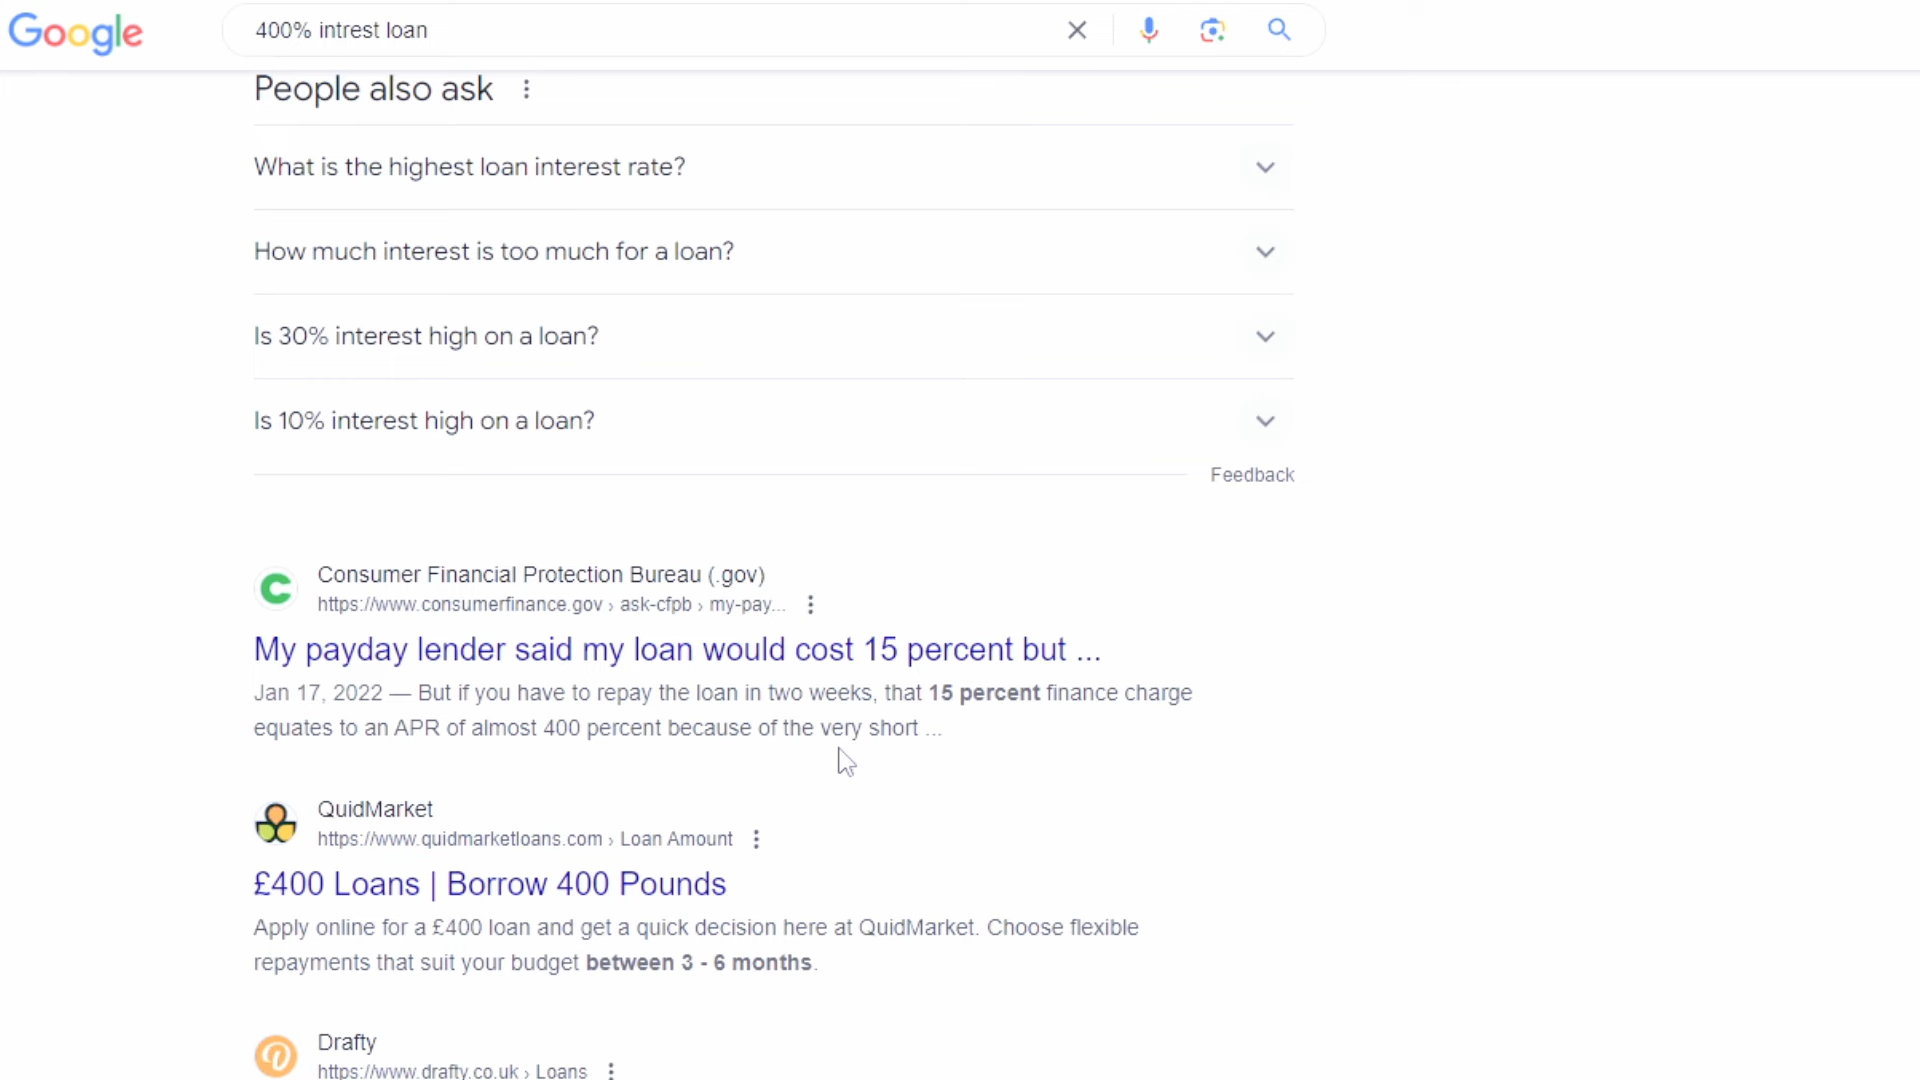 Google
400% intrest loan
People also ask
What is the highest loan interest rate?
How much interest is too much for a loan?
Is 30% interest high on a loan?
Is 10% interest high on a loan?
Feedback
Consumer Financial Protection Bureau (.gov)
https://www.consumerfinance.gov › ask-cfpb › my-pay...
My payday lender said my loan would cost 15 percent but ...
Jan 17, 2022 — But if you have to repay the loan in two weeks, that 15 percent finance charge
equates to an APR of almost 400 percent because of the very short ...
QuidMarket
https://www.quidmarketloans.com › Loan Amount
£400 Loans | Borrow 400 Pounds
Apply online for a £400 loan and get a quick decision here at QuidMarket. Choose flexible
repayments that suit your budget between 3 - 6 months.
Drafty
https://www.drafty.co.uk › Loans